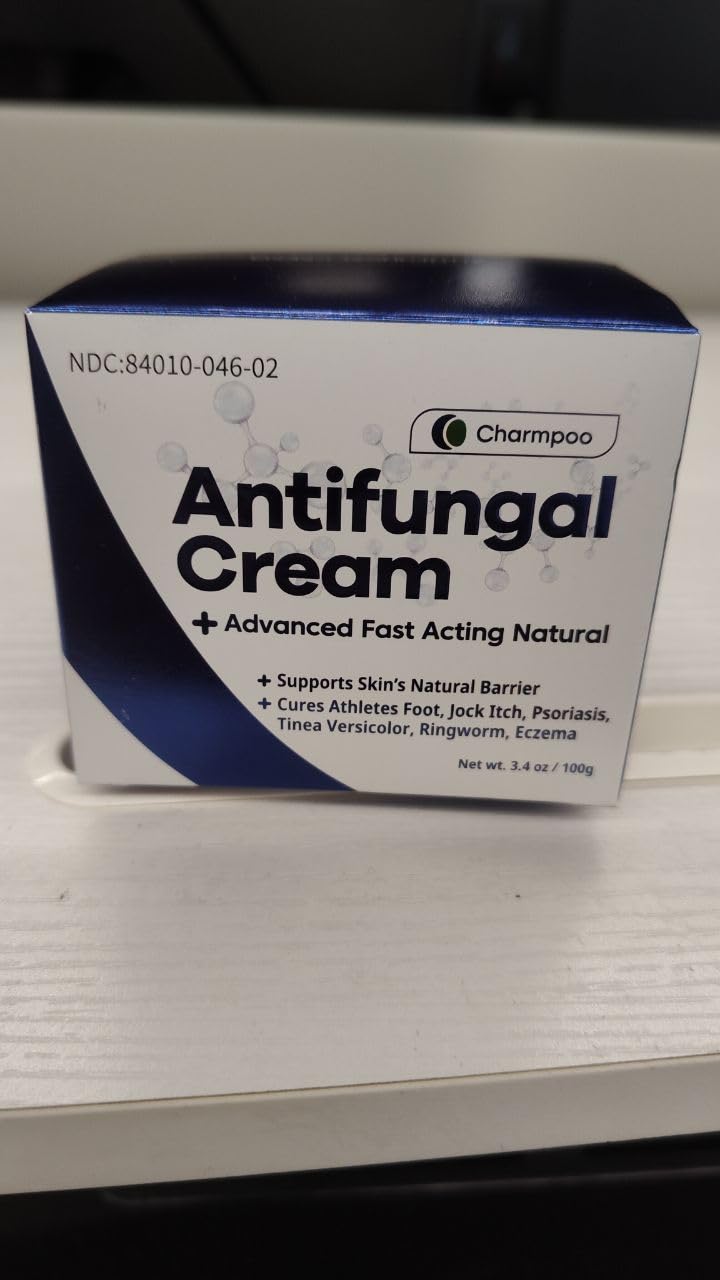 NDC:84010-046-02
Charmpoo
Antifungal
Cream
+ Advanced Fast Acting Natural
+ Supports Skin's Natural Barrier
+ Cures Athletes Foot, Jock Itch, Psoriasis,
Tinea Versicolor, Ringworm, Eczema
Net wt. 3.4 oz / 100g